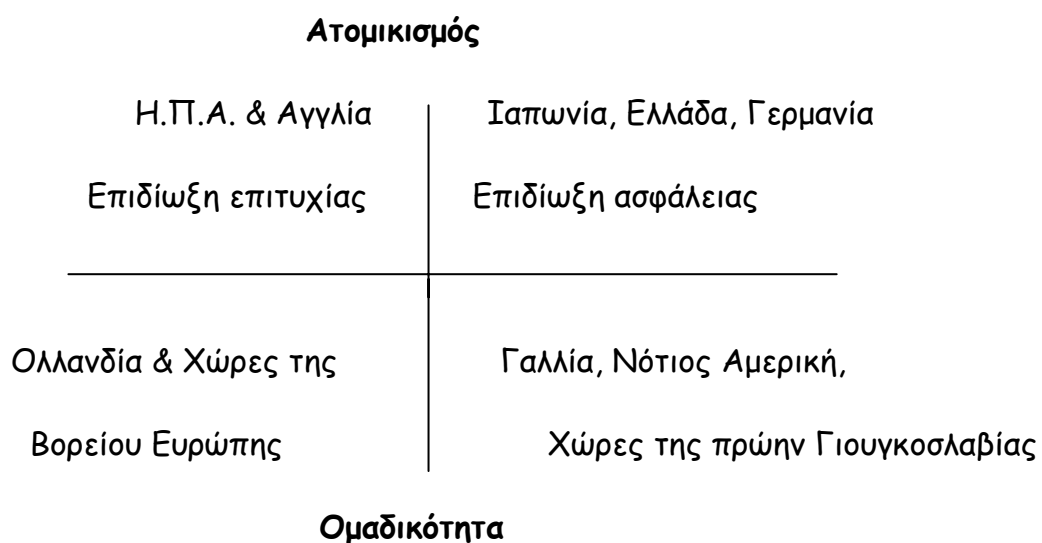 Ατομικισμός
Η.Π.Α. & Αγγλία
Ιαπωνία, Ελλάδα, Γερμανία
Επιδίωξη επιτυχίας
Επιδίωξη ασφάλειας
Ολλανδία & Χώρες της
Γαλλία, Νότιος Αμερική,
Βορείου Ευρώπης
Χώρες της πρώην Γιουγκοσλαβίας
Ομαδικότητα